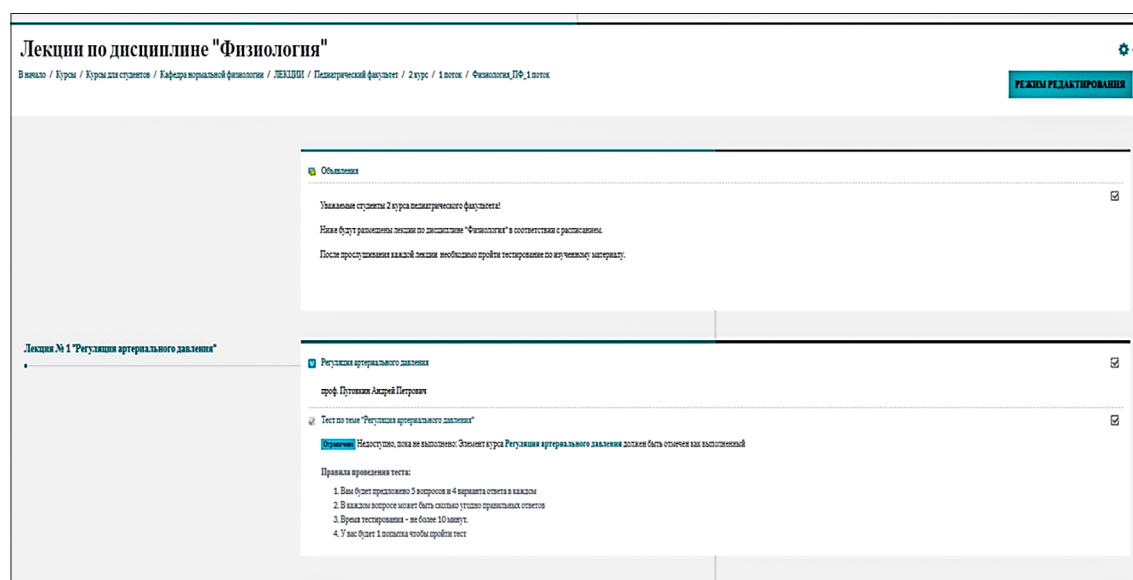 Лекции по дисциплине "Физиология"
В начало / Курсы / Курсы для студентов / Кафедра нормальной физиологии / ЛЕКЦИИ / Педиатрический факультет / 2 курс / 1 поток / Физиология_ПФ_1 поток
РЕЖИМ РЕДАКТИРОВАНИЯ
Объявления
Уважаемые студенты 2 курса педиатрического факультета!
Ниже будут размещены лекции по дисциплине "Физиология" в соответствии с расписанием.
После прослушивания каждой лекции необходимо пройти тестирование по изученному материалу.
Лекция № 1 "Регуляция артериального давления"
Регуляция артериального давления
проф. Пуговкин Андрей Петрович
Тест по теме "Регуляция артериального давления"
Ограничено Недоступно, пока не выполнено: Элемент курса Регуляция артериального давления должен быть отмечен как выполненный
Правила проведения теста:
1. Вам будет предложено 5 вопросов и 4 варианта ответа в каждом
2. В каждом вопросе может быть сколько угодно правильных ответов
3. Время тестирования – не более 10 минут.
4. У вас будет 1 попытка чтобы пройти тест